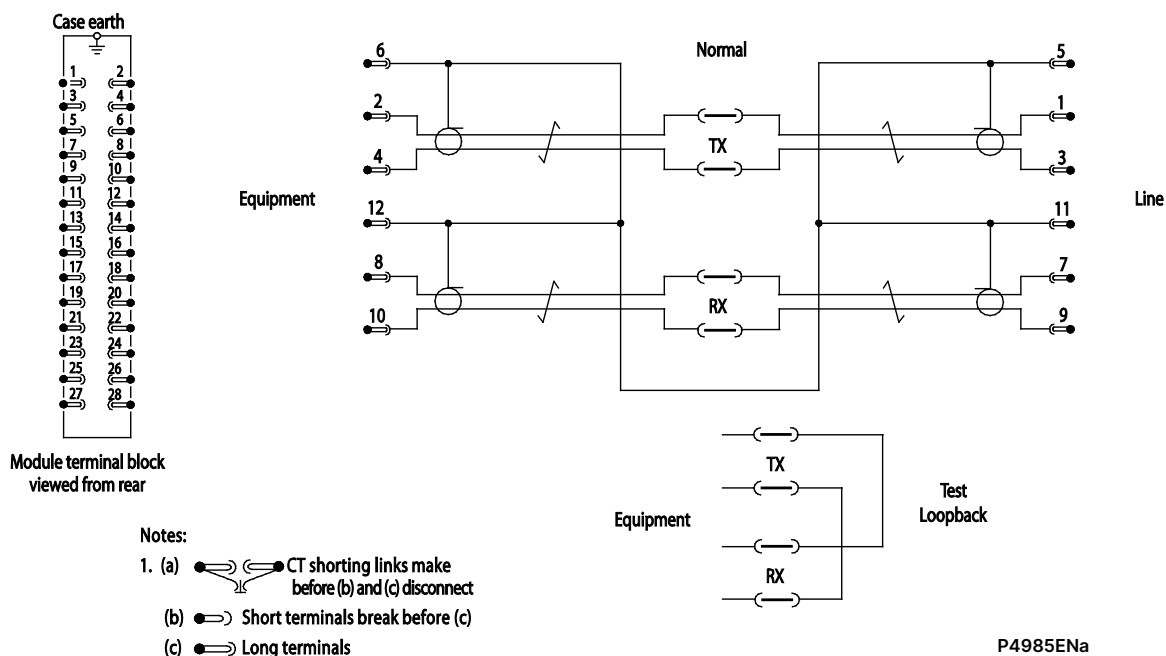 Case earth
1 2
3 4
5 6
7 8
9 10
11 12
13 14
15 16
17 18
19 20
21 22
23 24
25 26
27 28
Module terminal block
viewed from rear
Normal
6 5
2 1
TX
4 3
Equipment Line
12 11
8 7
RX
10 9
TX
Equipment
RX
Test
Loopback
Notes:
1. (a) CT shorting links make
before (b) and (c) disconnect
(b) Short terminals break before (c)
(c) Long terminals
P4985ENa